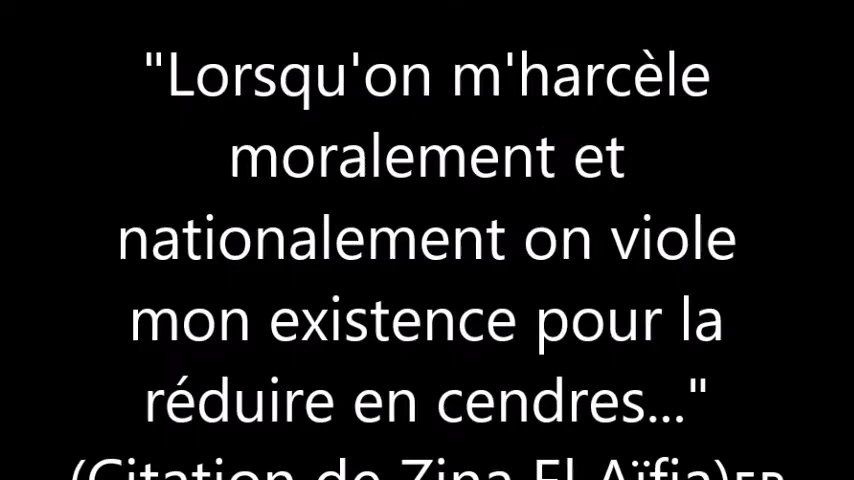 "Lorsqu'on m'harcèle
moralement et
nationalement on viole
mon existence pour la
réduire en cendres..."
(Citation de Zina El Aïfia)